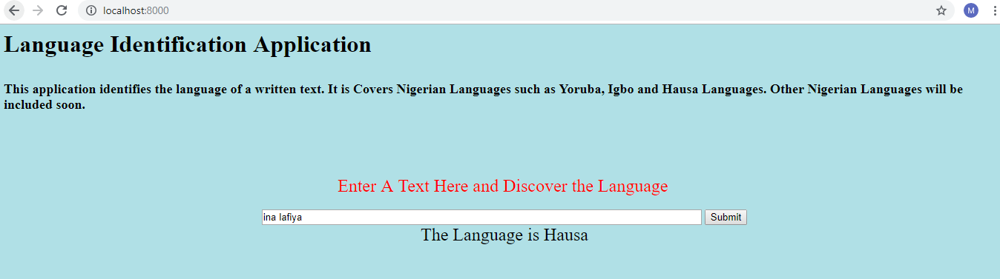 localhost:8000
M
Language Identification Application
This application identifies the language of a written text. It is Covers Nigerian Languages such as Yoruba, Igbo and Hausa Languages. Other Nigerian Languages will be
included soon.
Enter A Text Here and Discover the Language
ina lafiya Submit
The Language is Hausa